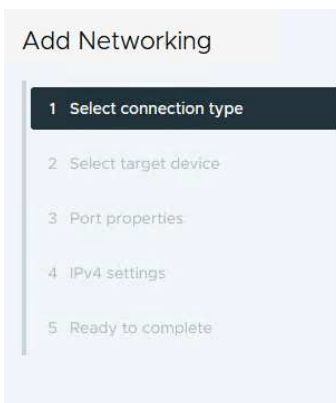 Add Networking
1 Select connection type
2 Select target device
3 Port properties
4 IPv4 settings
5 Ready to complete